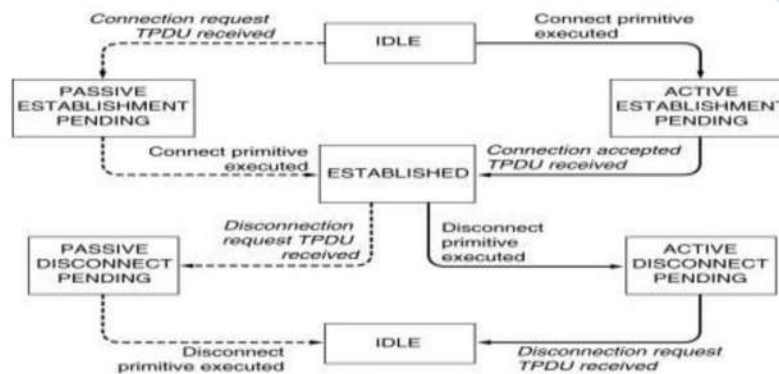 Connection request
TPDU received
IDLE
Connect primitive
executed
PASSIVE
ESTABLISHMENT
PENDING
ACTIVE
ESTABLISHMENT
PENDING
Connect primitive
executed
ESTABLISHED
Connection accepted
TPDU received
Disconnection
request TPDU
received
Disconnect
primitive
executed
PASSIVE
DISCONNECT
PENDING
ACTIVE
DISCONNECT
PENDING
Disconnect
primitive executed
IDLE
Disconnection request
TPDU received